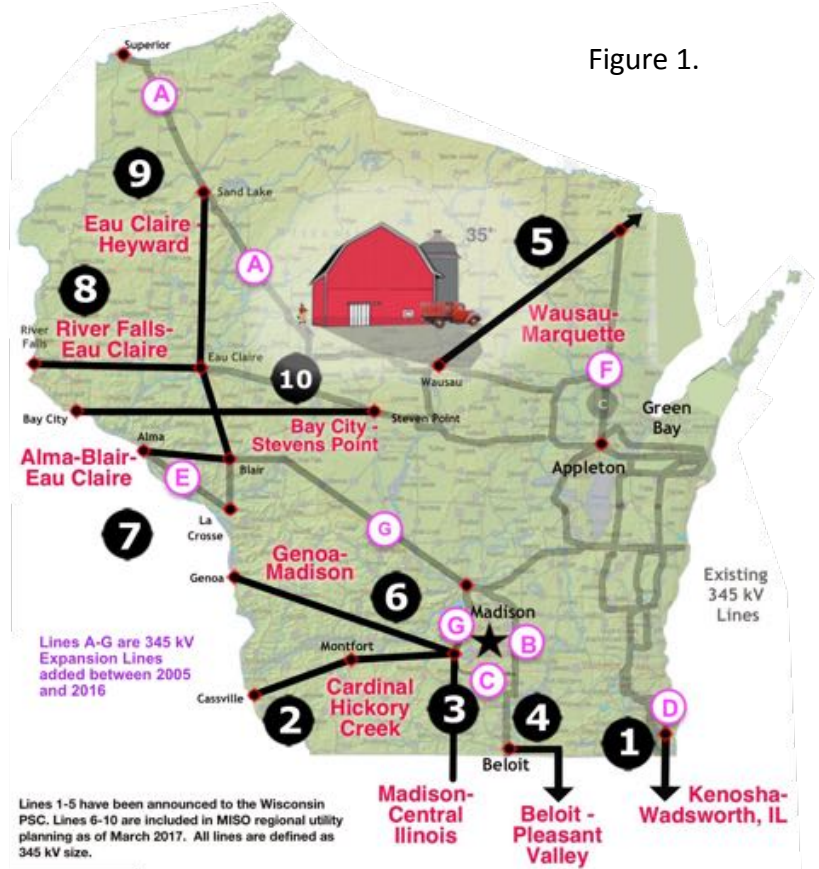 Figure 1.
Superior
A
9
Sand Lake
Eau Claire -
Heyward
A
35°
5
Wausau-
Marquette
8
River Falls-
Eau Claire
River
Falls
Eau Claire
10
Wausau
F
C
Green
Bay
Bay City
Bay City -
Stevens Point
Steven Point
Appleton
Alma
Alma-Blair-
Eau Claire
Blair
E
La
Crosse
7
G
Genoa-
Madison
Genoa
6
Existing
345 kV
Lines
Madison
G
B
C
Lines A-G are 345 kV
Expansion Lines
added between 2005
and 2016
Montfort
Cassville
2
Cardinal
Hickory
Creek
3
4
Beloit
D
1
Madison-
Central
Ilinois
Beloit -
Pleasant
Valley
Kenosha-
Wadsworth, IL
Lines 1-5 have been announced to the Wisconsin
PSC. Lines 6-10 are included in MISO regional utility
planning as of March 2017. All lines are defined as
345 kV size.